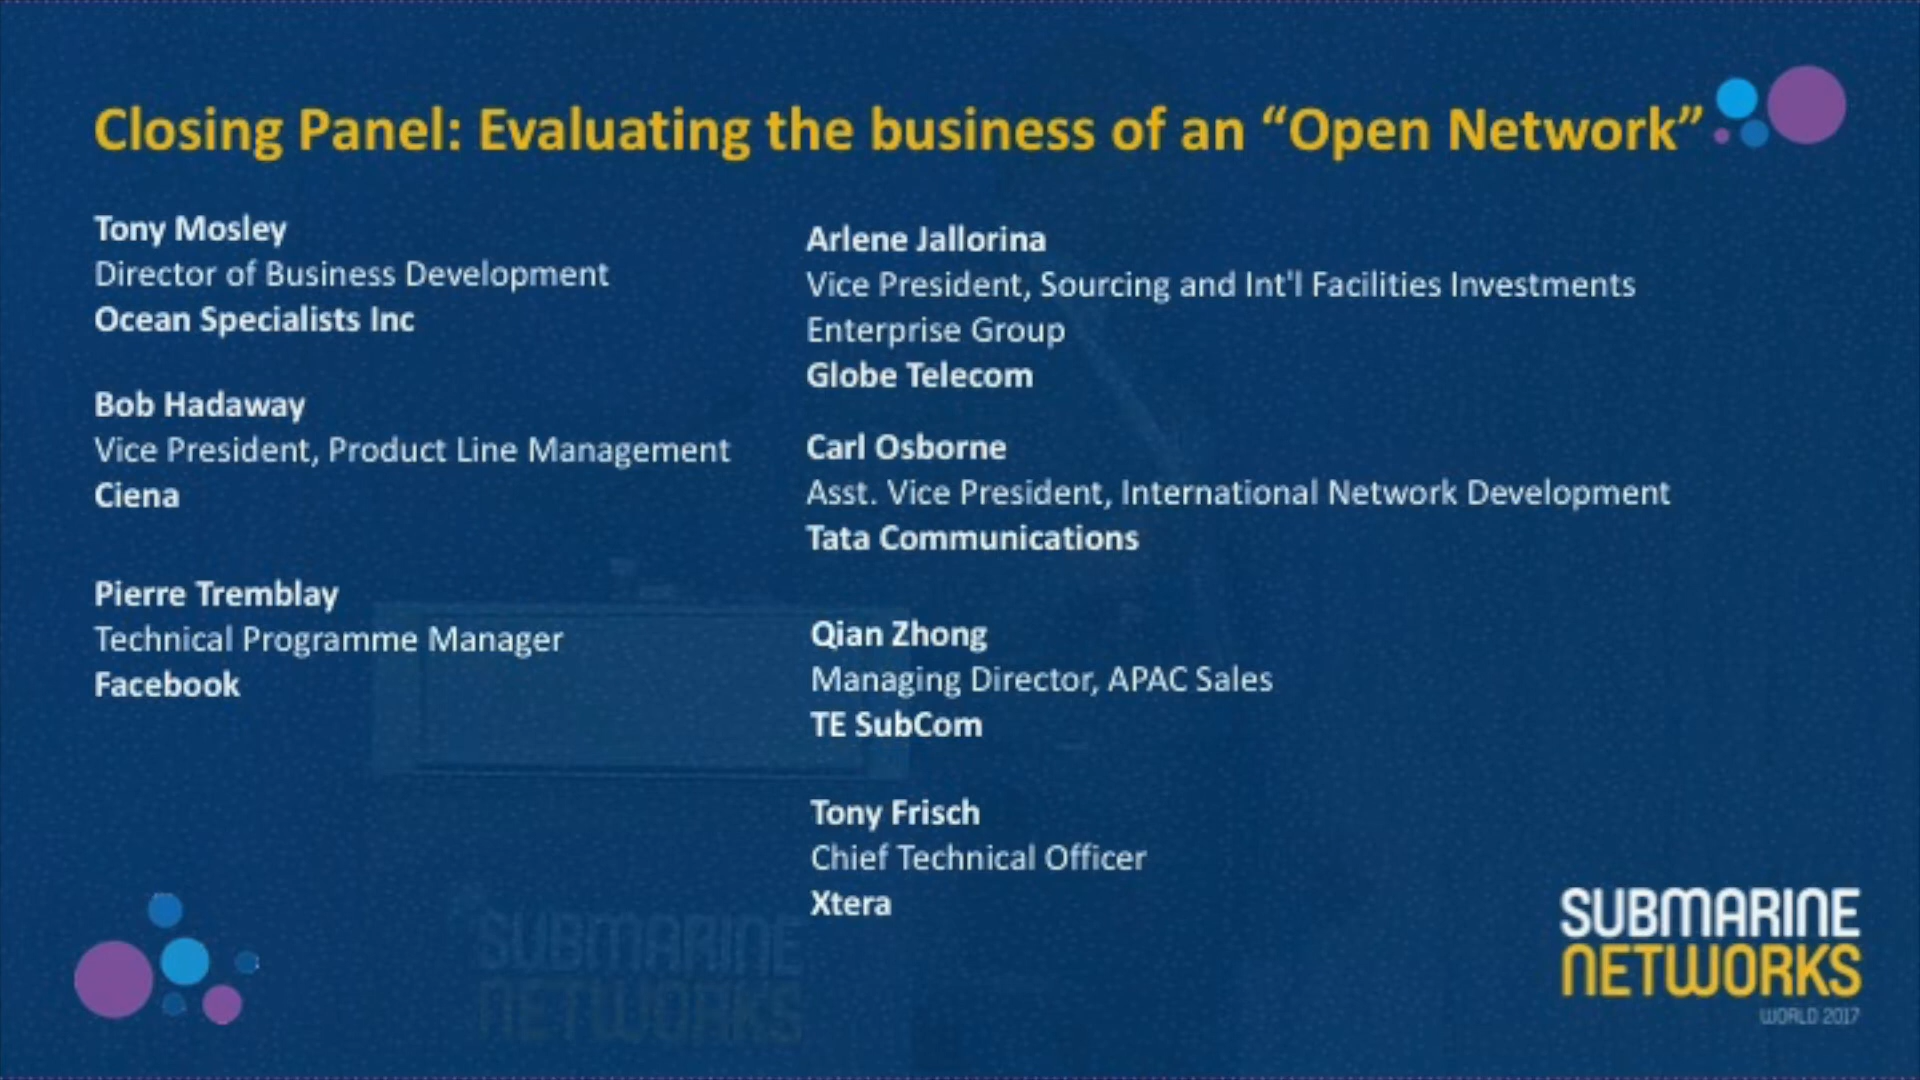 Closing Panel: Evaluating the business of an “Open Network”
Tony Mosley
Director of Business Development
Ocean Specialists Inc
Bob Hadaway
Vice President, Product Line Management
Ciena
Pierre Tremblay
Technical Programme Manager
Facebook
Arlene Jallorina
Vice President, Sourcing and Int'l Facilities Investments
Enterprise Group
Globe Telecom
Carl Osborne
Asst. Vice President, International Network Development
Tata Communications
Qian Zhong
Managing Director, APAC Sales
TE SubCom
Tony Frisch
Chief Technical Officer
Xtera
SUBMARINE
NETWORKS
SUBMARINE
NETWORKS
WORLD 2017